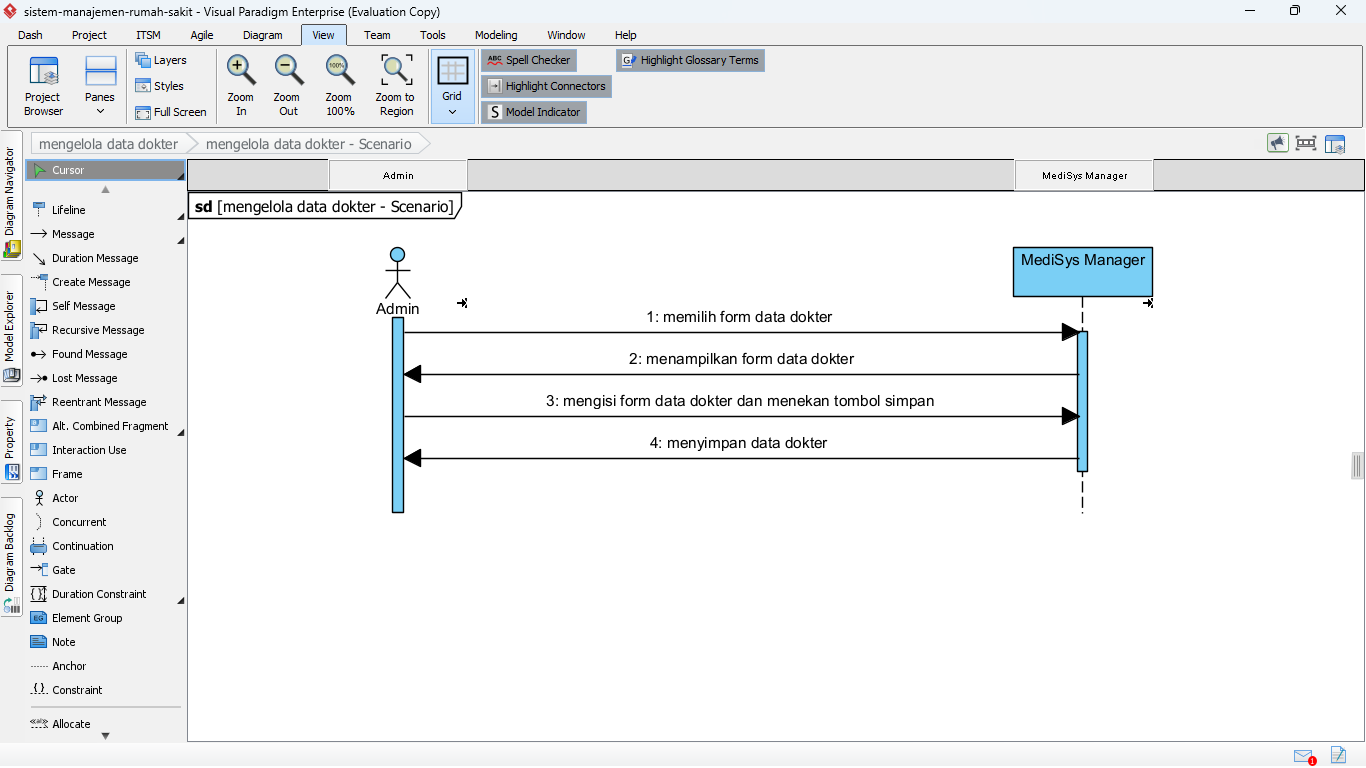 sistem-manajemen-rumah-sakit - Visual Paradigm Enterprise (Evaluation Copy)
Dash Project ITSM Agile Diagram View Team Tools Modeling Window Help
Project Browser
Panes
Layers
Styles
Full Screen
Zoom In
Zoom Out
100%
Zoom 100%
Zoom to Region
Grid
ABC Spell Checker
Highlight Connectors
S Model Indicator
G Highlight Glossary Terms
mengelola data dokter
mengelola data dokter - Scenario
Diagram Navigator
Model Explorer
Property
Diagram Backlog
Cursor
Lifeline
Message
Duration Message
Create Message
Self Message
Recursive Message
Found Message
Lost Message
Reentrant Message
Alt. Combined Fragment
Interaction Use
Frame
Actor
Concurrent
Continuation
Gate
Duration Constraint
EG Element Group
Note
Anchor
Constraint
Allocate
Admin
MediSys Manager
sd [mengelola data dokter - Scenario]
Admin
MediSys Manager
1: memilih form data dokter
2: menampilkan form data dokter
3: mengisi form data dokter dan menekan tombol simpan
4: menyimpan data dokter
1